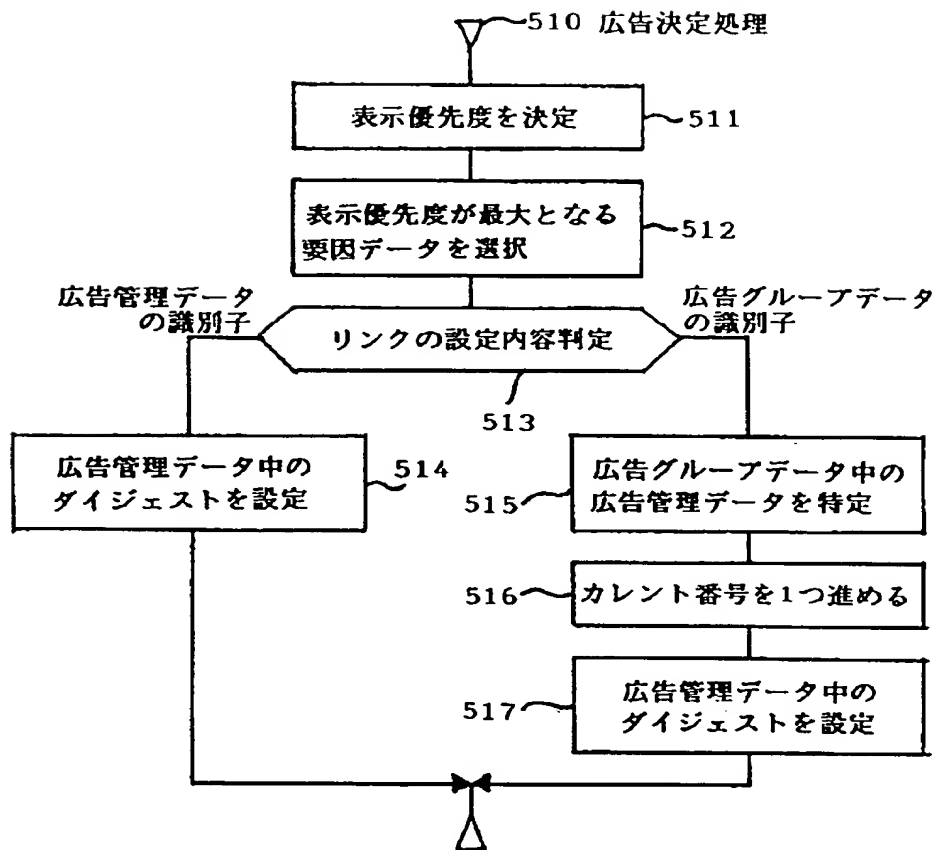 510 広告決定処理
表示優先度を決定
511
表示優先度が最大となる
要因データを選択
512
広告管理データ
の識別子
広告グループデータ
の識別子
リンクの設定内容判定
513
広告管理データ中の
ダイジェストを設定
514
広告グループデータ中の
広告管理データを特定
515
カレント番号を1つ進める
516
広告管理データ中の
ダイジェストを設定
517